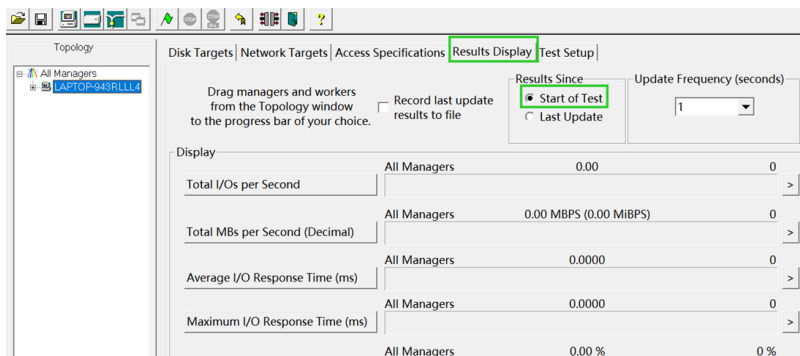 STOP
STOP
ALL
?
Topology
All Managers
LAPTOP-943RLLL4
Disk Targets
Network Targets
Access Specifications
Results Display
Test Setup
Drag managers and workers
from the Topology window
to the progress bar of your choice.
Record last update
results to file
Results Since
Start of Test
Last Update
Update Frequency (seconds)
1
Display
All Managers 0.00 0
Total I/Os per Second >
All Managers 0.00 MBPS (0.00 MiBPS) 0
Total MBs per Second (Decimal) >
All Managers 0.0000 0
Average I/O Response Time (ms) >
All Managers 0.0000 0
Maximum I/O Response Time (ms) >
All Managers 0.00 % 0 %